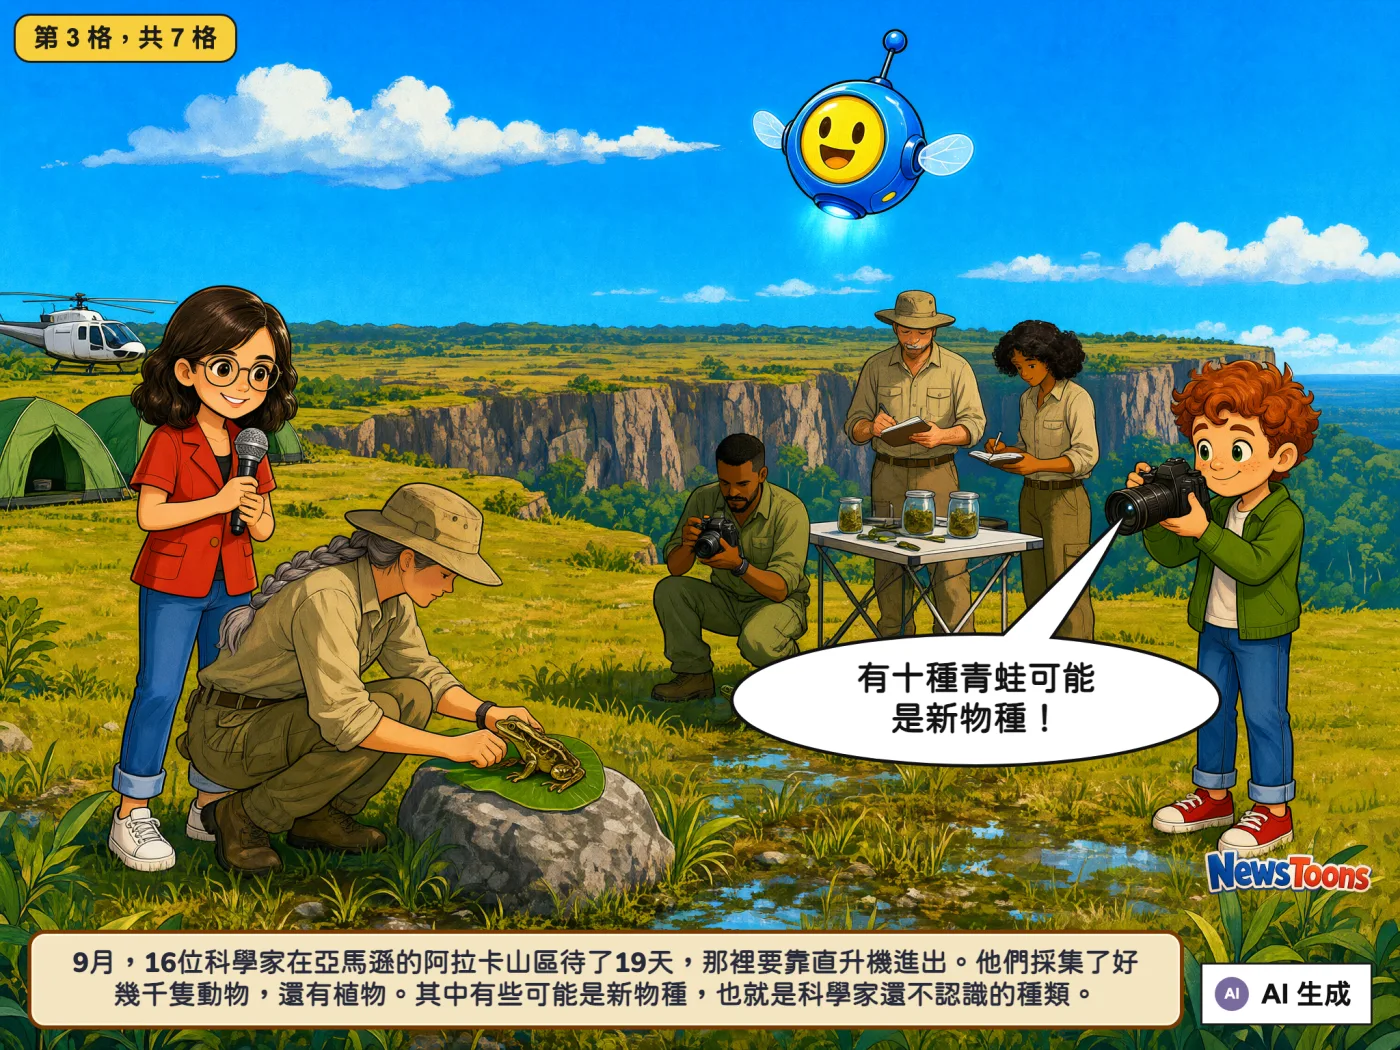 第 3 格，共 7 格
有十種青蛙可能
是新物種！
NewsToons
9月，16位科學家在亞馬遜的阿拉卡山區待了19天，那裡要靠直升機進出。他們採集了好
幾千隻動物，還有植物。其中有些可能是新物種，也就是科學家還不認識的種類。
AI AI 生成